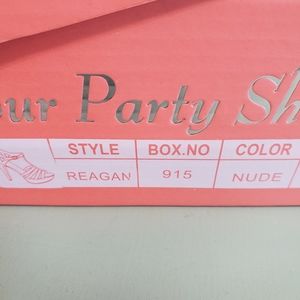 our Party Sh
STYLE BOX.NO COLOR
REAGAN 915 NUDE